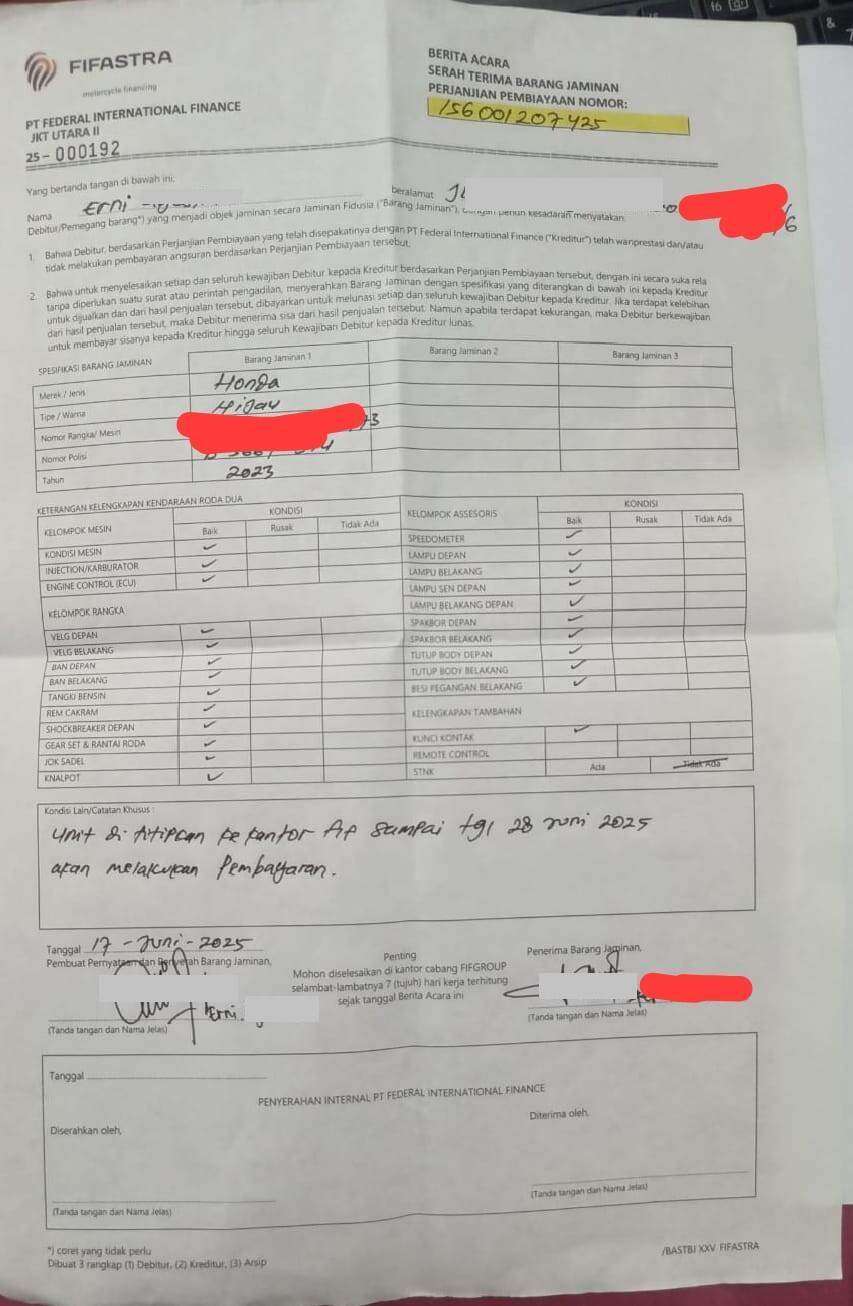 FIFASTRA
motorcycle financing
PT FEDERAL INTERNATIONAL FINANCE
JKT UTARA II
25 - 000192
BERITA ACARA
SERAH TERIMA BARANG JAMINAN
PERJANJIAN PEMBIAYAAN NOMOR:
156001207425
Yang bertanda tangan di bawah ini,
Nama Erni beralamat
Debitur/Pemegang barang*) yang menjadi objek jaminan secara Jaminan Fidusia ("Barang Jaminan"), dengan penuh kesadaran menyatakan:
1. Bahwa Debitur, berdasarkan Perjanjian Pembiayaan yang telah disepakatinya dengan PT Federal International Finance ("Kreditur") telah wanprestasi dan/atau
tidak melakukan pembayaran angsuran berdasarkan Perjanjian Pembiayaan tersebut.
2. Bahwa untuk menyelesaikan setiap dan seluruh kewajiban Debitur kepada Kreditur berdasarkan Perjanjian Pembiayaan tersebut, dengan ini secara suka rela
tanpa diperlukan suatu surat atau perintah pengadilan, menyerahkan Barang Jaminan dengan spesifikasi yang diterangkan di bawah ini kepada Kreditur
untuk dijualkan dan dari hasil penjualan tersebut, dibayarkan untuk melunasi setiap dan seluruh kewajiban Debitur kepada Kreditur. Jika terdapat kelebihan
dari hasil penjualan tersebut, maka Debitur menerima sisa dari hasil penjualan tersebut. Namun apabila terdapat kekurangan, maka Debitur berkewajiban
untuk membayar sisanya kepada Kreditur hingga seluruh Kewajiban Debitur kepada Kreditur lunas.
SPESIFIKASI BARANG JAMINAN Barang Jaminan 1 Barang Jaminan 2 Barang Jaminan 3
Merek / Jenis Honda
Tipe / Warna Hijau
Nomor Rangka/ Mesin
Nomor Polisi
Tahun 2023
KETERANGAN KELENGKAPAN KENDARAAN RODA DUA
KELOMPOK MESIN KONDISI
Baik Rusak Tidak Ada
KONDISI MESIN
INJECTION/KARBURATOR
ENGINE CONTROL (ECU)
KELOMPOK RANGKA
VELG DEPAN
VELG BELAKANG
BAN DEPAN
BAN BELAKANG
TANGKI BENSIN
REM CAKRAM
SHOCKBREAKER DEPAN
GEAR SET & RANTAI RODA
JOK SADEL
KNALPOT
KELOMPOK ASSESORIS KONDISI
Baik Rusak Tidak Ada
SPEEDOMETER
LAMPU DEPAN
LAMPU BELAKANG
LAMPU SEN DEPAN
LAMPU BELAKANG DEPAN
SPAKBOR DEPAN
SPAKBOR BELAKANG
TUTUP BODY DEPAN
TUTUP BODY BELAKANG
BESI PEGANGAN BELAKANG
KELENGKAPAN TAMBAHAN
KUNCI KONTAK
REMOTE CONTROL
STNK Ada Tidak Ada
Kondisi Lain/Catatan Khusus :
Unit di titipcan ke kantor AP sampai tgl 28 Juni 2025
akan melakukan Pembayaran.
Tanggal 17 - Juni - 2025
Pembuat Pernyataan dan Penyerah Barang Jaminan,
Erni.
(Tanda tangan dan Nama Jelas)
Penting
Mohon diselesaikan di kantor cabang FIFGROUP
selambat-lambatnya 7 (tujuh) hari kerja terhitung
sejak tanggal Berita Acara ini
Penerima Barang Jaminan,
(Tanda tangan dan Nama Jelas)
Tanggal
PENYERAHAN INTERNAL PT FEDERAL INTERNATIONAL FINANCE
Diserahkan oleh,
Diterima oleh,
(Tanda tangan dan Nama Jelas)
(Tanda tangan dan Nama Jelas)
*) coret yang tidak perlu
Dibuat 3 rangkap (1) Debitur, (2) Kreditur, (3) Arsip
/BASTBJ XXV FIFASTRA